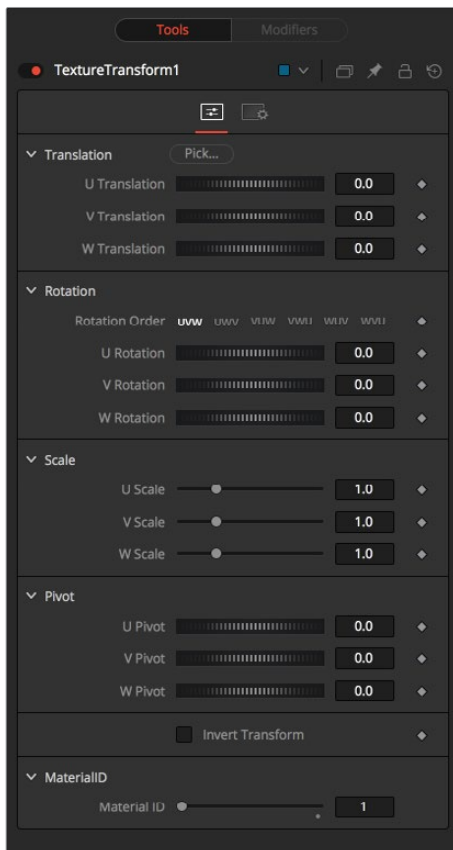 Tools Modifiers
TextureTransform1
Translation Pick...
U Translation 0.0
V Translation 0.0
W Translation 0.0
Rotation
Rotation Order UVW UWV VUW VWU WUV WVU
U Rotation 0.0
V Rotation 0.0
W Rotation 0.0
Scale
U Scale 1.0
V Scale 1.0
W Scale 1.0
Pivot
U Pivot 0.0
V Pivot 0.0
W Pivot 0.0
Invert Transform
MaterialID
Material ID 1